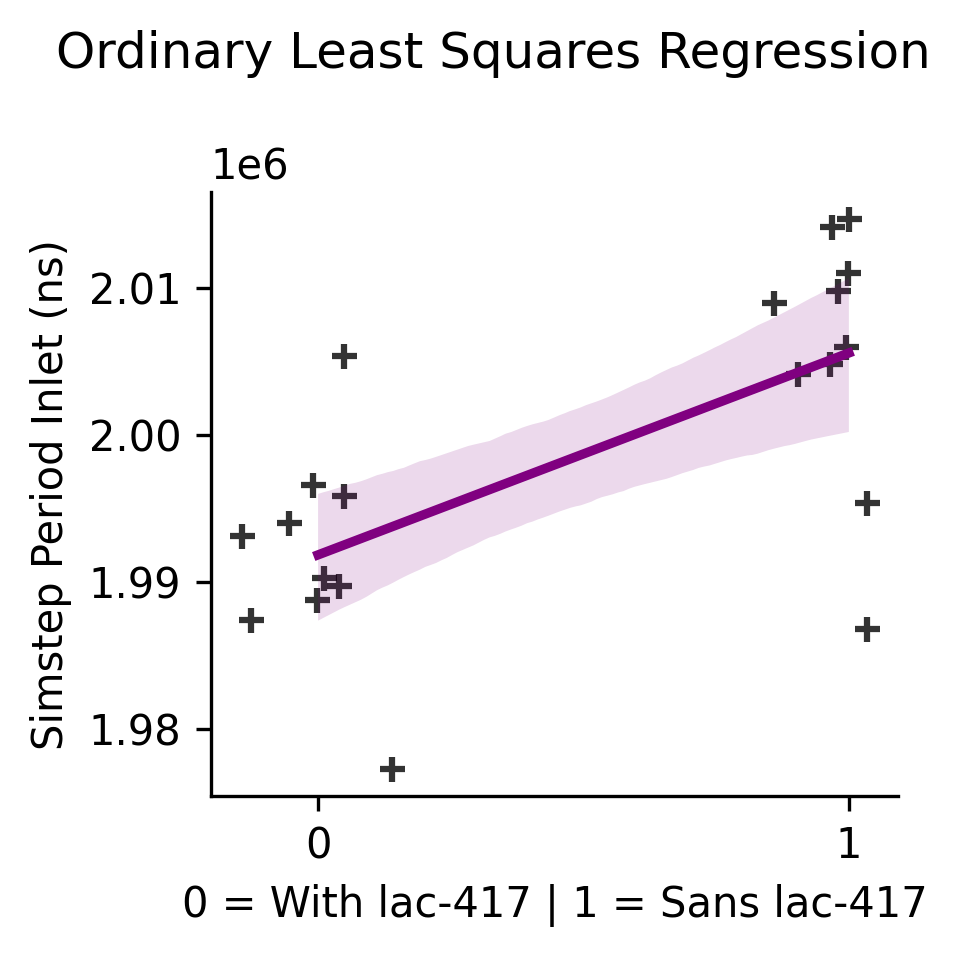 Ordinary Least Squares Regression
1e6
Simstep Period Inlet (ns)
2.01
2.00
1.99
1.98
0
1
0 = With lac-417 | 1 = Sans lac-417